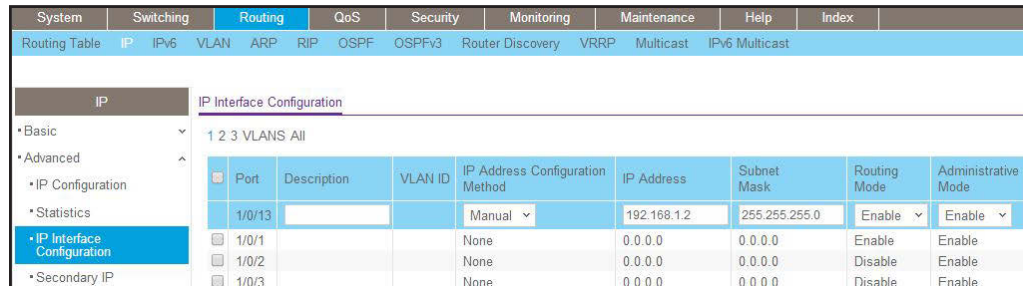 System Switching Routing QoS Security Monitoring Maintenance Help Index
Routing Table IP IPv6 VLAN ARP RIP OSPF OSPFv3 Router Discovery VRRP Multicast IPv6 Multicast
IP
Basic
Advanced
IP Configuration
Statistics
IP Interface
Configuration
Secondary IP
IP Interface Configuration
1 2 3 VLANS All
Port Description VLAN ID IP Address Configuration Method IP Address Subnet Mask Routing Mode Administrative Mode
1/0/13 Manual 192.168.1.2 255.255.255.0 Enable Enable
1/0/1 None 0.0.0.0 0.0.0.0 Enable Enable
1/0/2 None 0.0.0.0 0.0.0.0 Disable Enable
1/0/3 None 0.0.0.0 0.0.0.0 Disable Enable